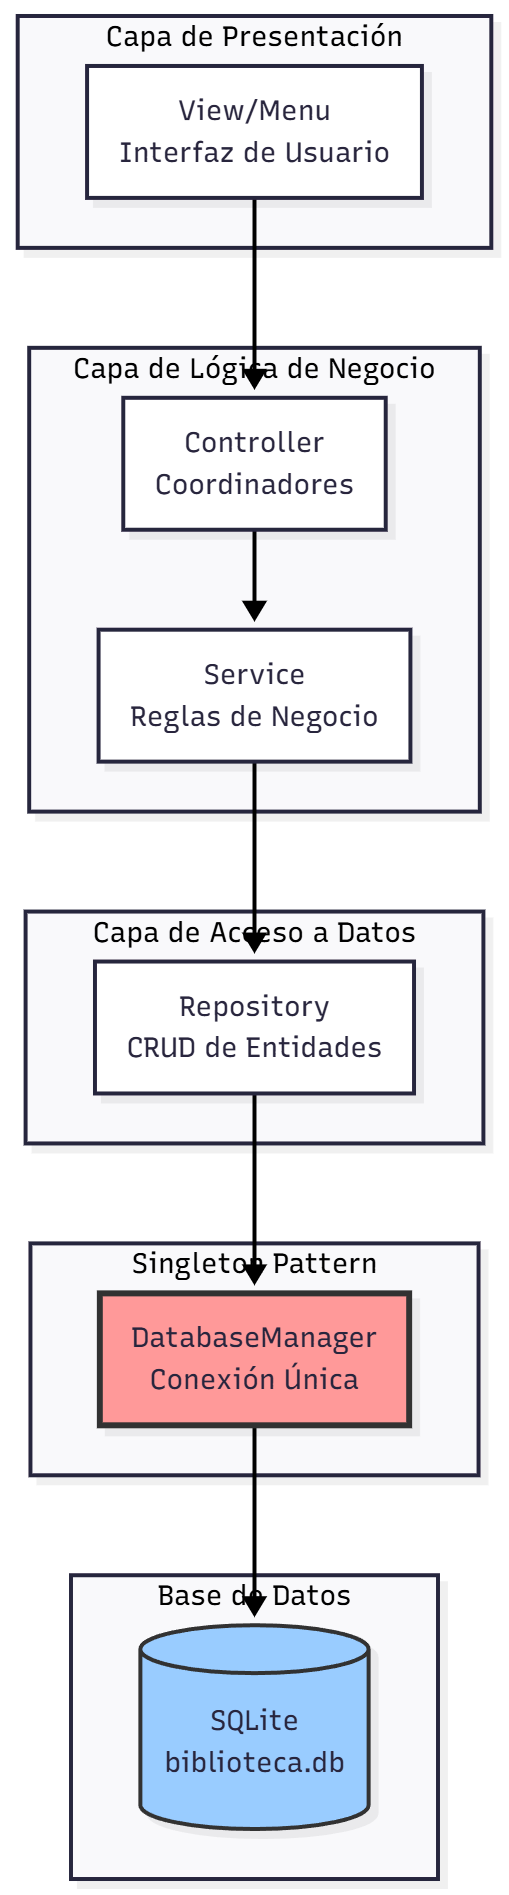 Capa de Presentación
View/Menu
Interfaz de Usuario
Capa de Lógica de Negocio
Controller
Coordinadores
Service
Reglas de Negocio
Capa de Acceso a Datos
Repository
CRUD de Entidades
Singleton Pattern
DatabaseManager
Conexión Única
Base de Datos
SQLite
biblioteca.db